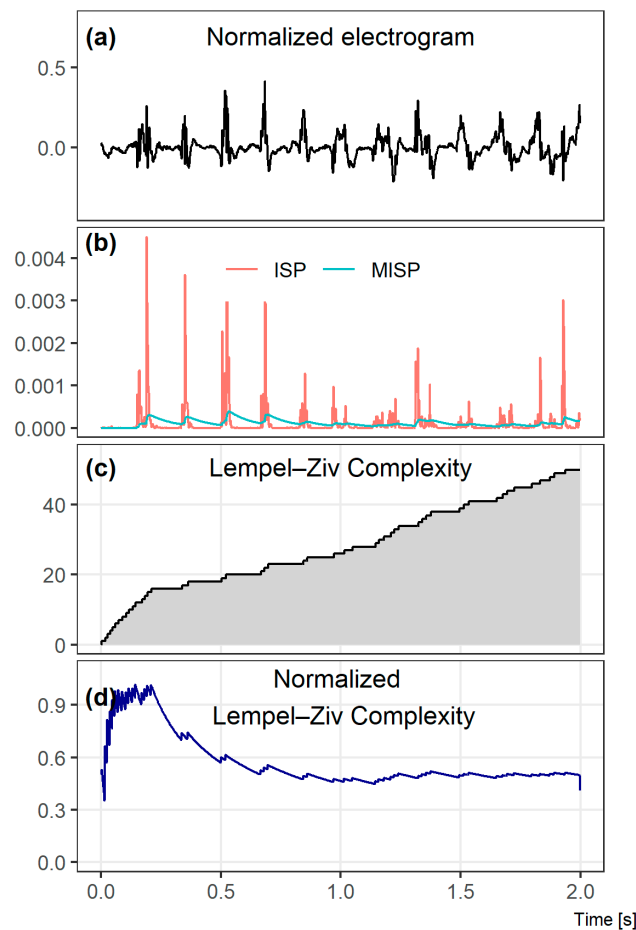 (a) Normalized electrogram
0.5
0.0
(b)
0.004
ISP MISP
0.003
0.002
0.001
0.000
(c) Lempel–Ziv Complexity
40
20
0
(d) Normalized
Lempel–Ziv Complexity
0.9
0.6
0.3
0.0
0.0 0.5 1.0 1.5 2.0
Time [s]